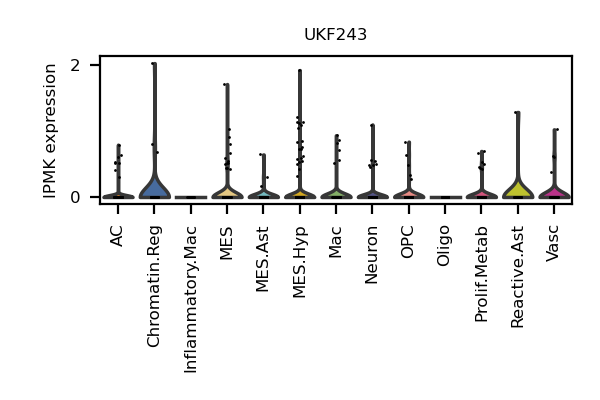 UKF243
IPMK expression
2
0
AC
Chromatin.Reg
Inflammatory.Mac
MES
MES.Ast
MES.Hyp
Mac
Neuron
OPC
Oligo
Prolif.Metab
Reactive.Ast
Vasc